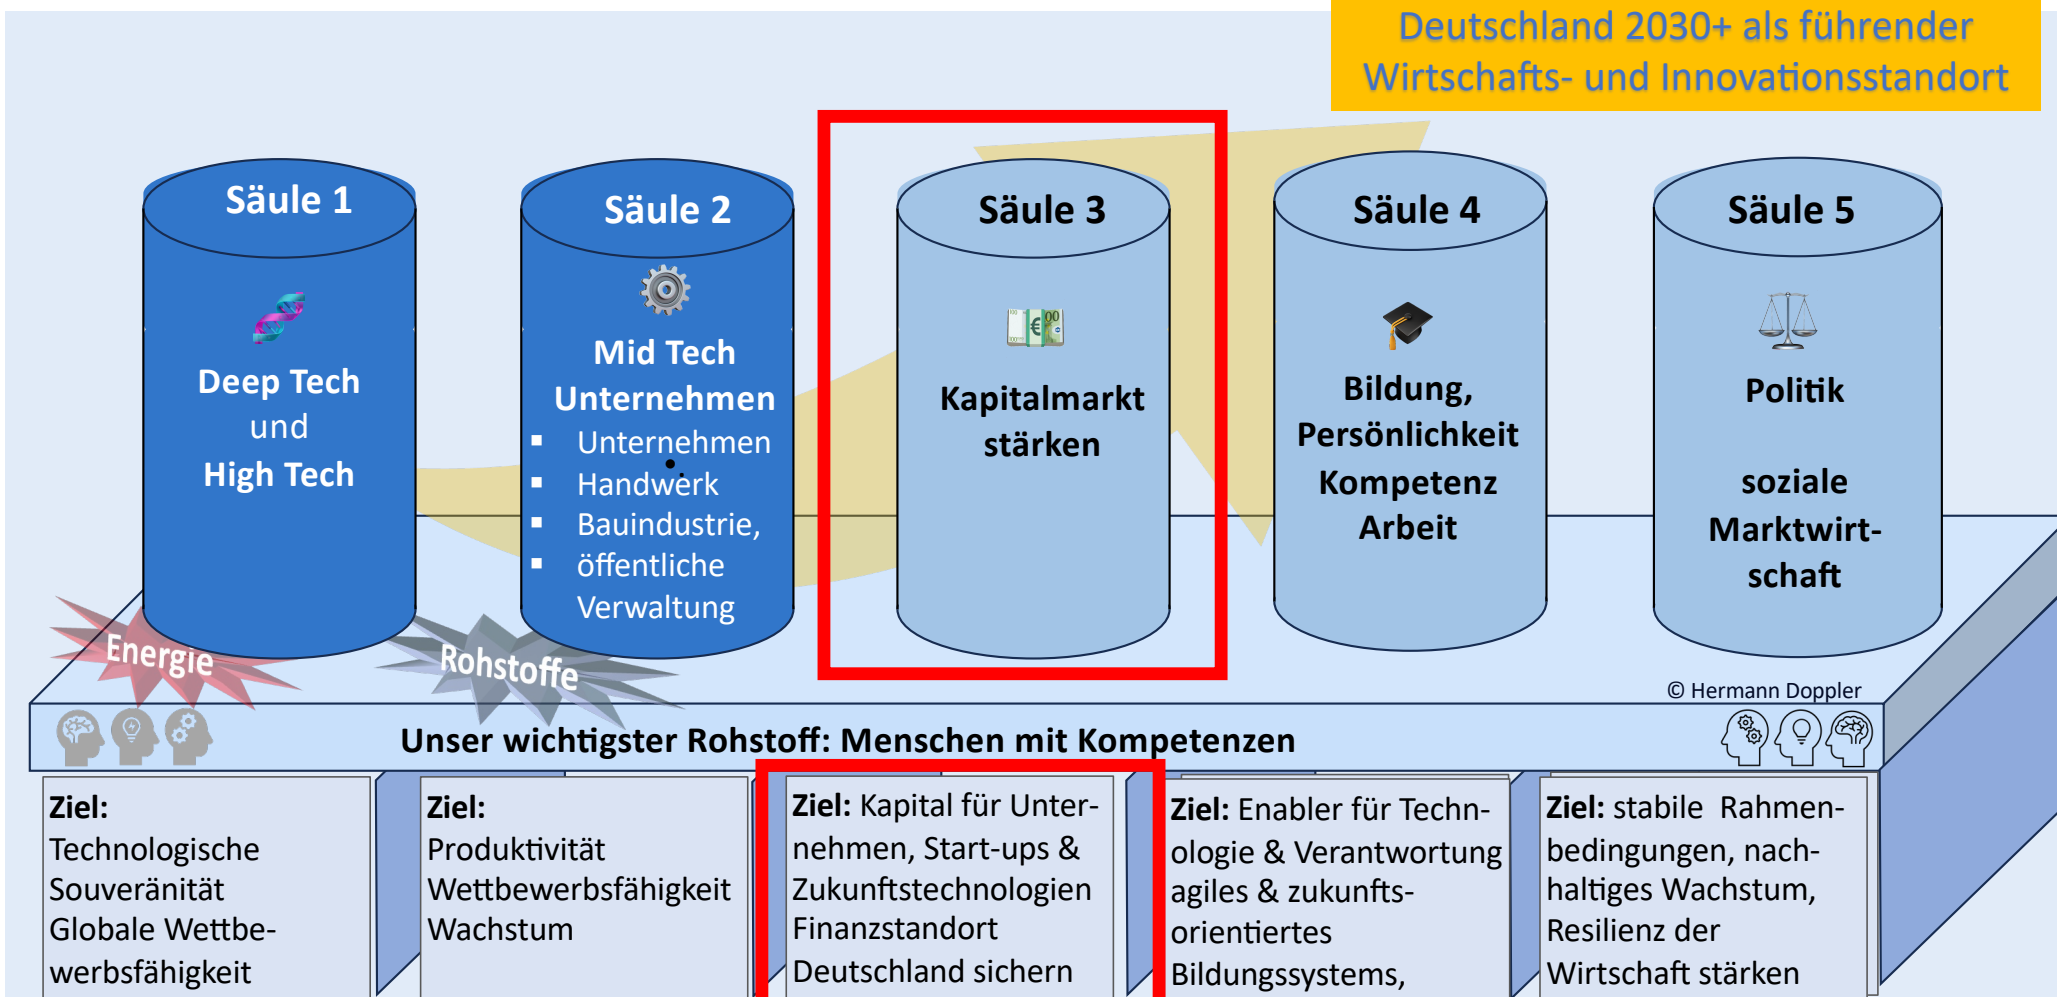 Deutschland 2030+ als führender
Wirtschafts- und Innovationsstandort
Säule 1
Deep Tech
und
High Tech
Säule 2
Mid Tech
Unternehmen
▪ Unternehmen
▪ Handwerk
▪ Bauindustrie,
▪ öffentliche
Verwaltung
Säule 3
100 € 100
Kapitalmarkt
stärken
Säule 4
Bildung,
Persönlichkeit
Kompetenz
Arbeit
Säule 5
Politik
soziale
Marktwirt-
schaft
Energie
Rohstoffe
© Hermann Doppler
Unser wichtigster Rohstoff: Menschen mit Kompetenzen
Ziel:
Technologische
Souveränität
Globale Wettbe-
werbsfähigkeit
Ziel:
Produktivität
Wettbewerbsfähigkeit
Wachstum
Ziel: Kapital für Unter-
nehmen, Start-ups &
Zukunftstechnologien
Finanzstandort
Deutschland sichern
Ziel: Enabler für Techn-
ologie & Verantwortung
agiles & zukunfts-
orientiertes
Bildungssystems,
Ziel: stabile Rahmen-
bedingungen, nach-
haltiges Wachstum,
Resilienz der
Wirtschaft stärken